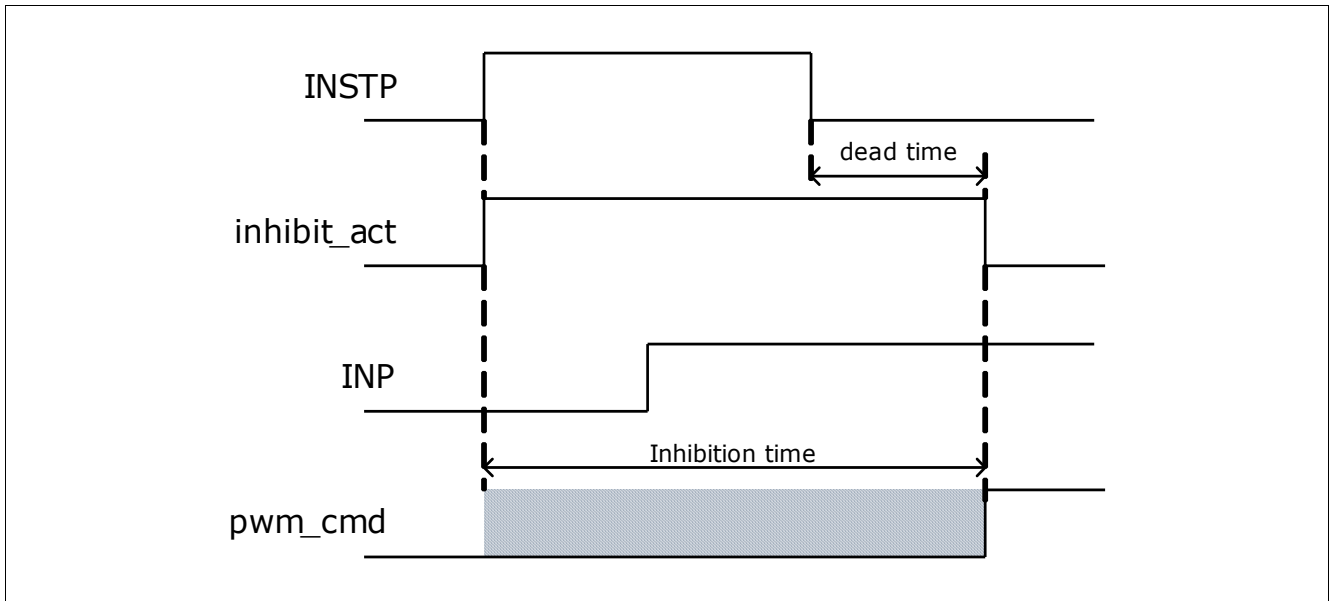 INSTP
dead time
inhibit_act
INP
Inhibition time
pwm_cmd